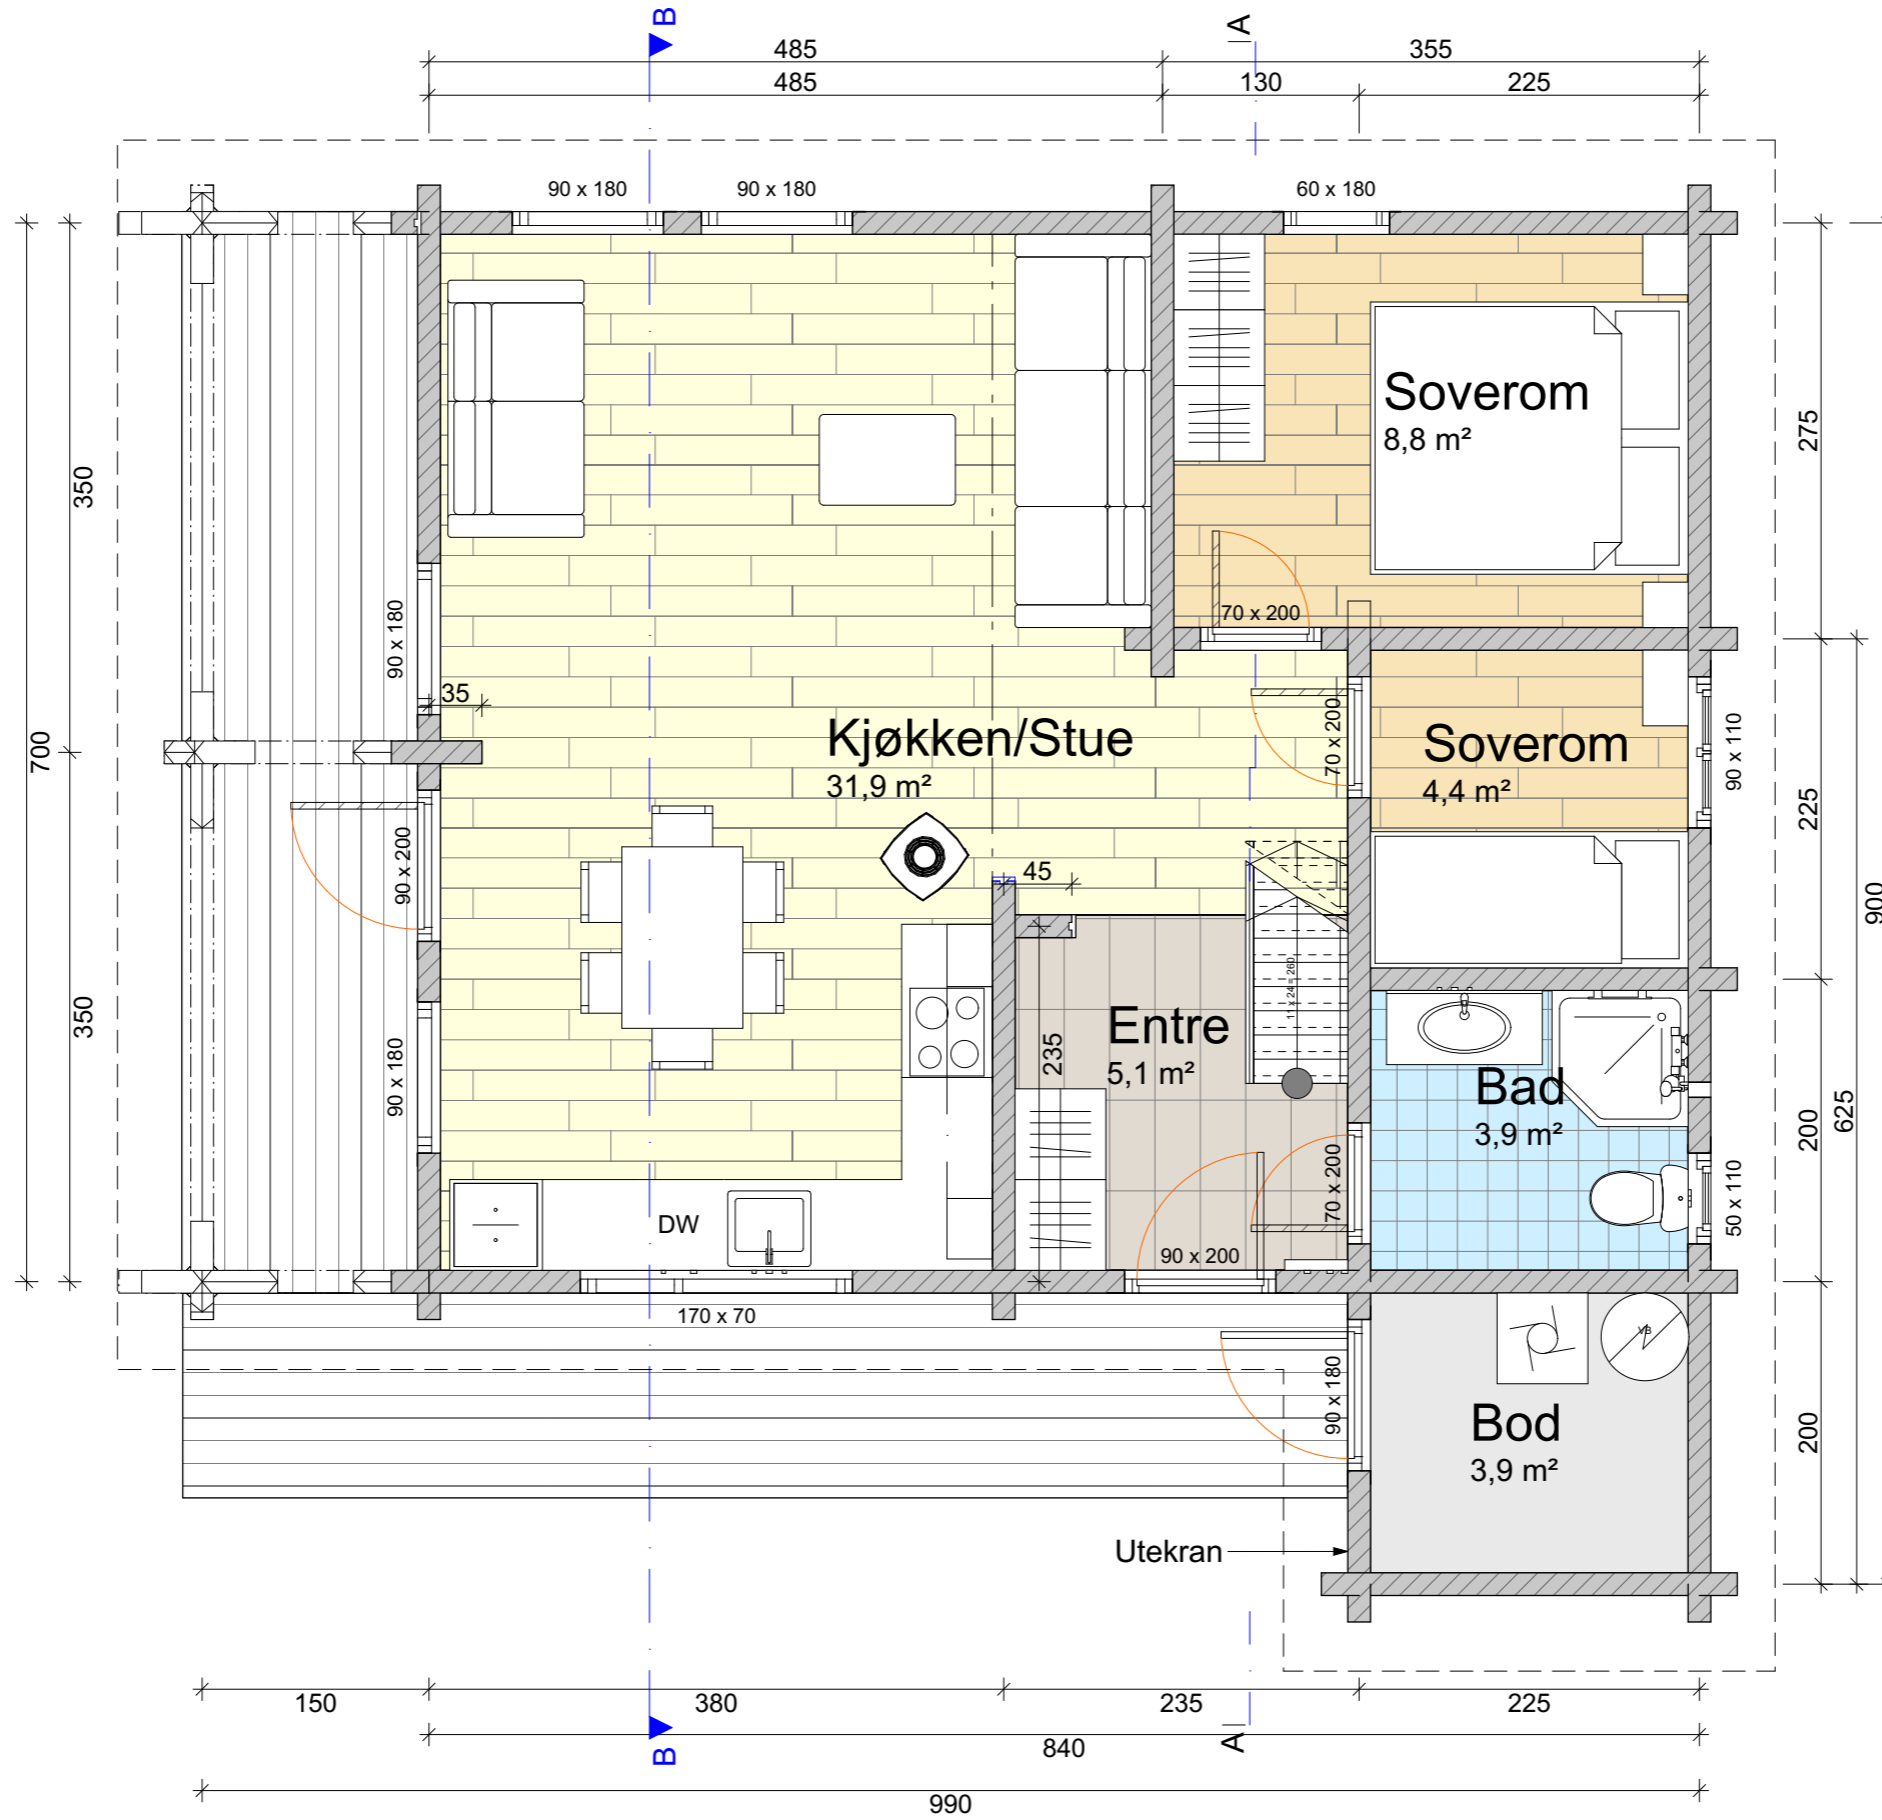 B
A
485
355
485
130
225
90 x 180
90 x 180
60 x 180
Soverom
8,8 m²
275
350
70 x 200
90 x 180
35
700
Kjøkken/Stue
31,9 m²
70 x 200
Soverom
4,4 m²
90 x 110
225
90 x 200
45
900
11 x 24 = 260
350
90 x 180
235
Entre
5,1 m²
Bad
3,9 m²
200
625
70 x 200
50 x 110
DW
90 x 200
170 x 70
VB
90 x 180
Bod
3,9 m²
200
Utekran
150
380
235
225
B
A
840
990